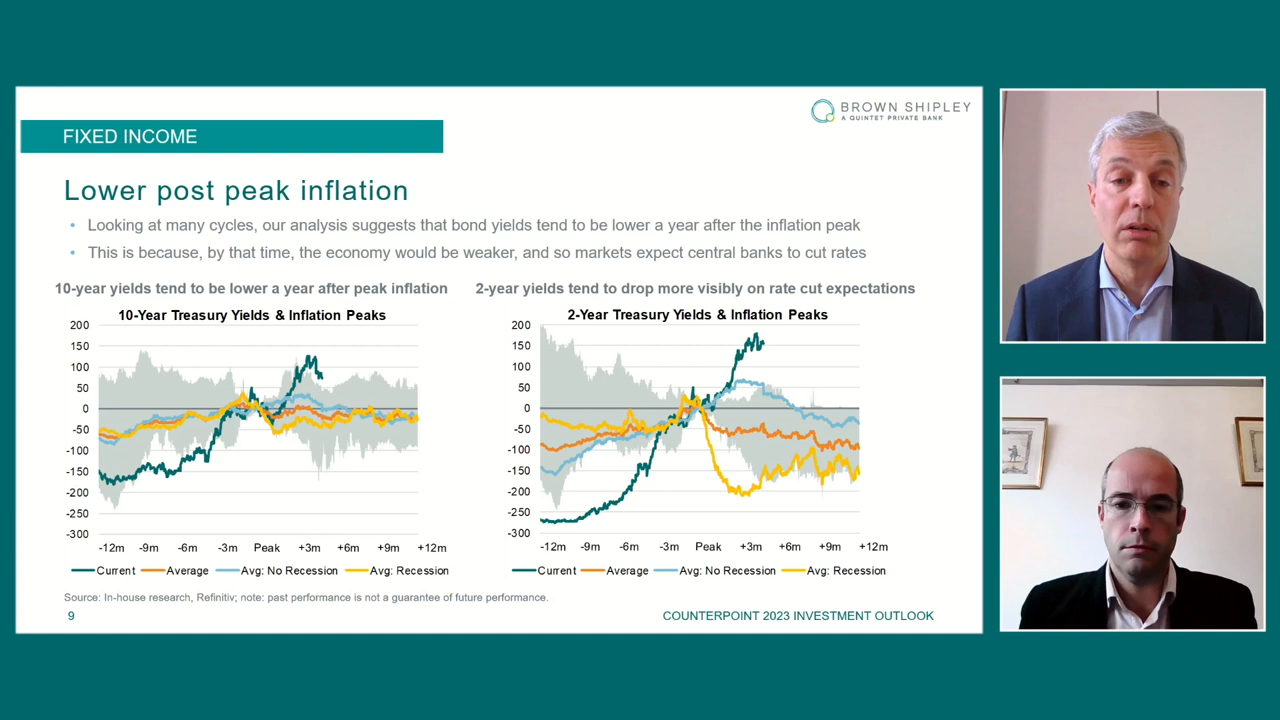 BROWN SHIPLEY
A QUINTET PRIVATE BANK
FIXED INCOME
Lower post peak inflation
• Looking at many cycles, our analysis suggests that bond yields tend to be lower a year after the inflation peak
• This is because, by that time, the economy would be weaker, and so markets expect central banks to cut rates
10-year yields tend to be lower a year after peak inflation
10-Year Treasury Yields & Inflation Peaks
200
150
100
50
0
-50
-100
-150
-200
-250
-300
-12m -9m -6m -3m Peak +3m +6m +9m +12m
Current Average Avg: No Recession Avg: Recession
2-year yields tend to drop more visibly on rate cut expectations
2-Year Treasury Yields & Inflation Peaks
200
150
100
50
0
-50
-100
-150
-200
-250
-300
-12m -9m -6m -3m Peak +3m +6m +9m +12m
Current Average Avg: No Recession Avg: Recession
Source: In-house research, Refinitiv; note: past performance is not a guarantee of future performance.
9
COUNTERPOINT 2023 INVESTMENT OUTLOOK